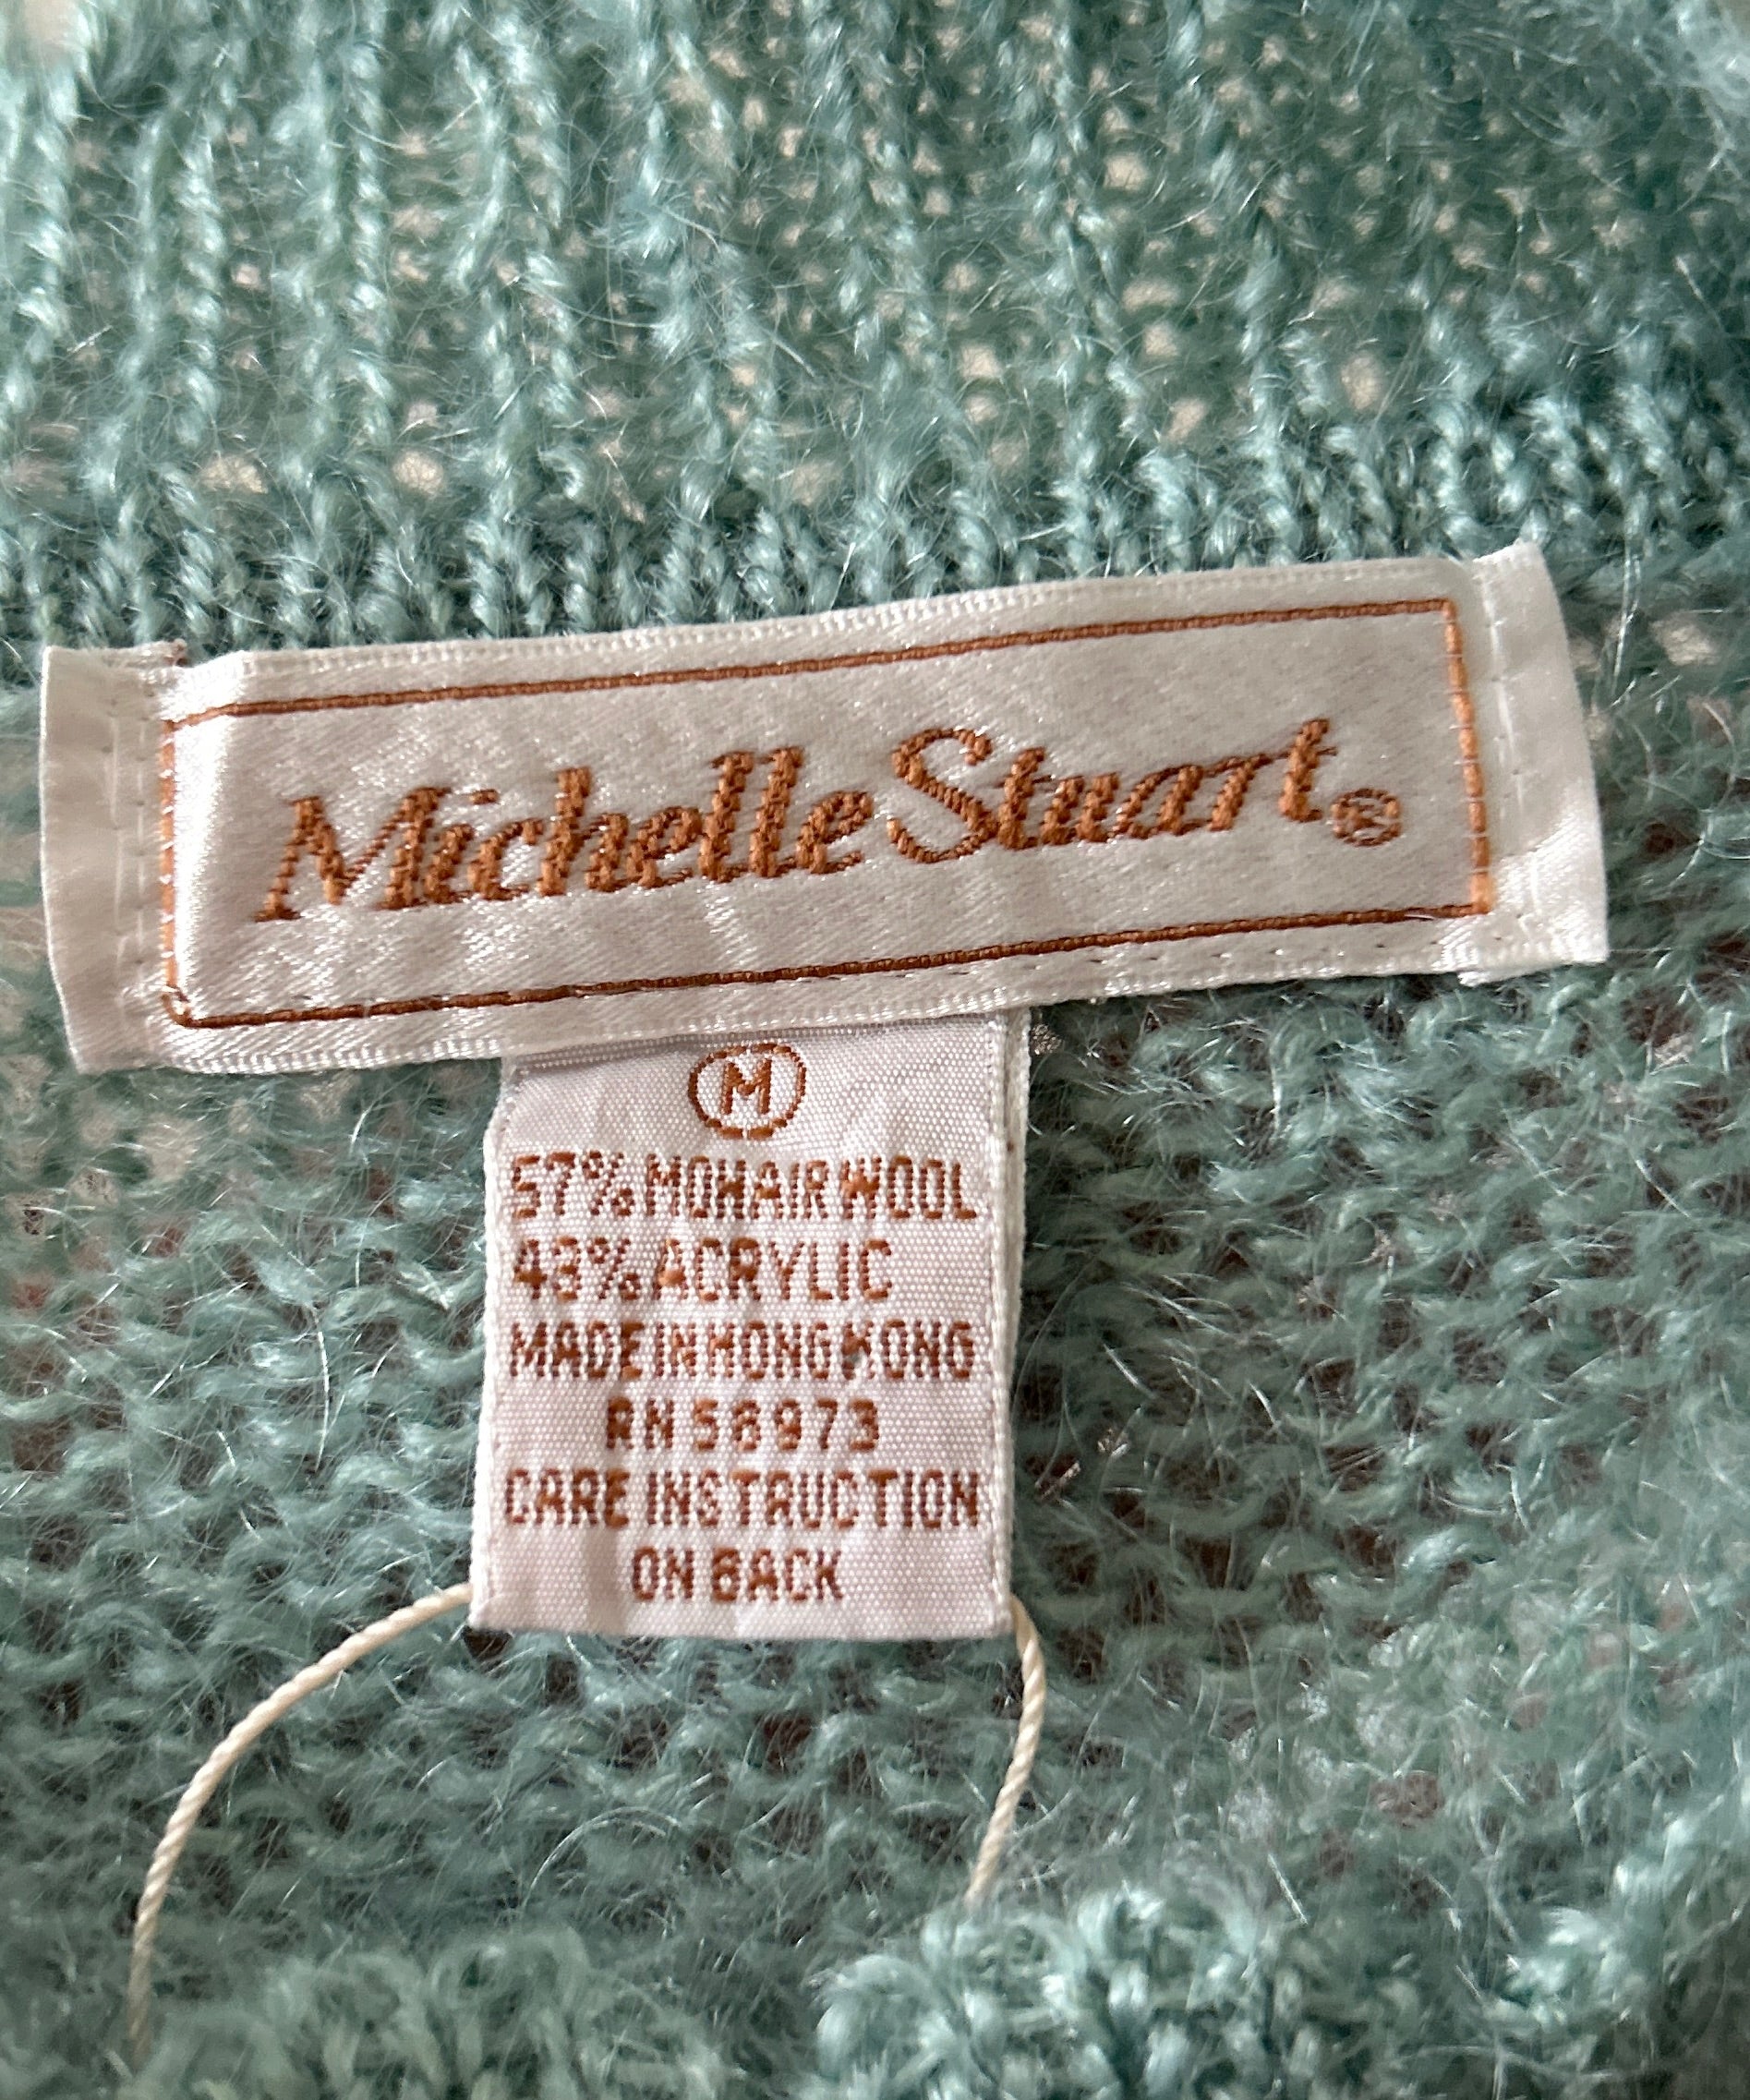 Michelle Stuart®
M
57% MOHAIR WOOL
43% ACRYLIC
MADE IN HONG KONG
RN 56973
CARE INSTRUCTION
ON BACK